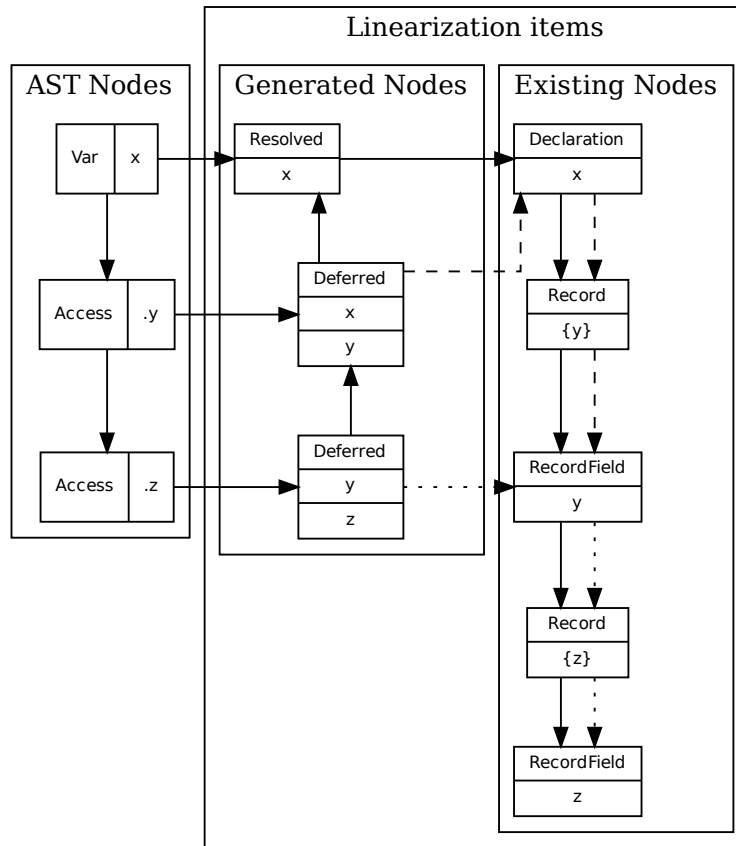 Linearization items
AST Nodes
Generated Nodes
Existing Nodes
Var x
Resolved
x
Declaration
x
Access .y
Deferred
x
y
Record
{y}
Access .z
Deferred
y
z
RecordField
y
Record
{z}
RecordField
z